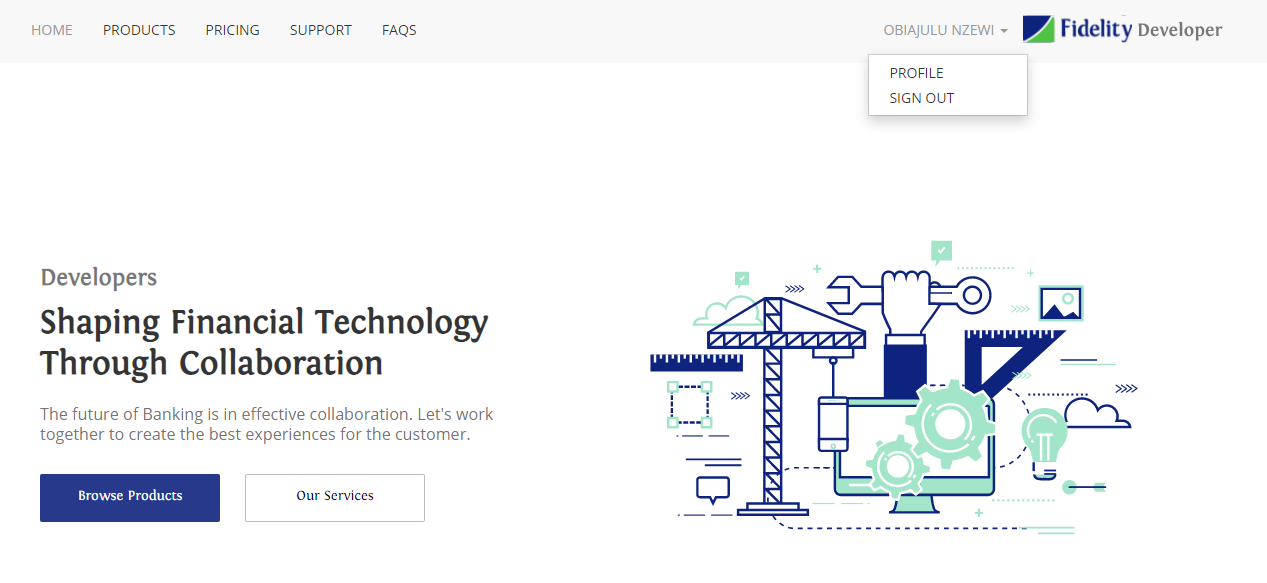 HOME PRODUCTS PRICING SUPPORT FAQS OBIAJULU NZEWI Fidelity Developer
PROFILE
SIGN OUT
Developers
Shaping Financial Technology
Through Collaboration
The future of Banking is in effective collaboration. Let's work
together to create the best experiences for the customer.
Browse Products Our Services